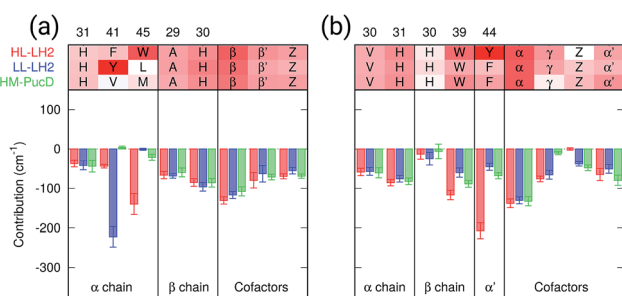 (a) 31 41 45 29 30
HL-LH2 H F W A H β β' Z
LL-LH2 H Y L A H β β' Z
HM-PucD H V M A H β β' Z
Contribution (cm⁻¹)
100
0
-100
-200
-300
α chain β chain Cofactors
(b) 30 31 30 39 44
V H H W Y α γ Z α'
V H H W F α γ Z α'
V H H W F α γ Z α'
α chain β chain α' Cofactors